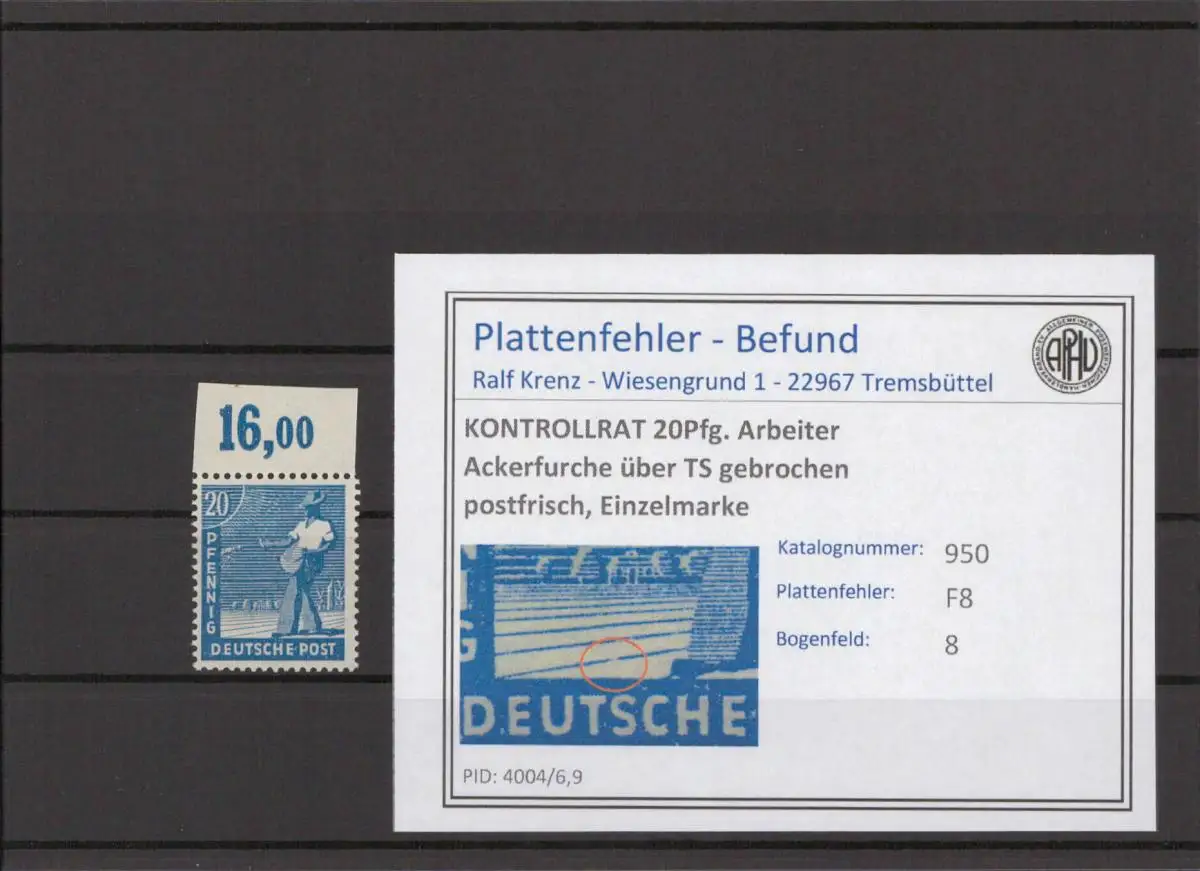 16,00
20
PFENNIG
DEUTSCHE·POST
Plattenfehler - Befund
Ralf Krenz - Wiesengrund 1 - 22967 Tremsbüttel
APHV
KONTROLLRAT 20Pfg. Arbeiter
Ackerfurche über TS gebrochen
postfrisch, Einzelmarke
G
DEUTSCHE
Katalognummer: 950
Plattenfehler: F8
Bogenfeld: 8
PID: 4004/6,9